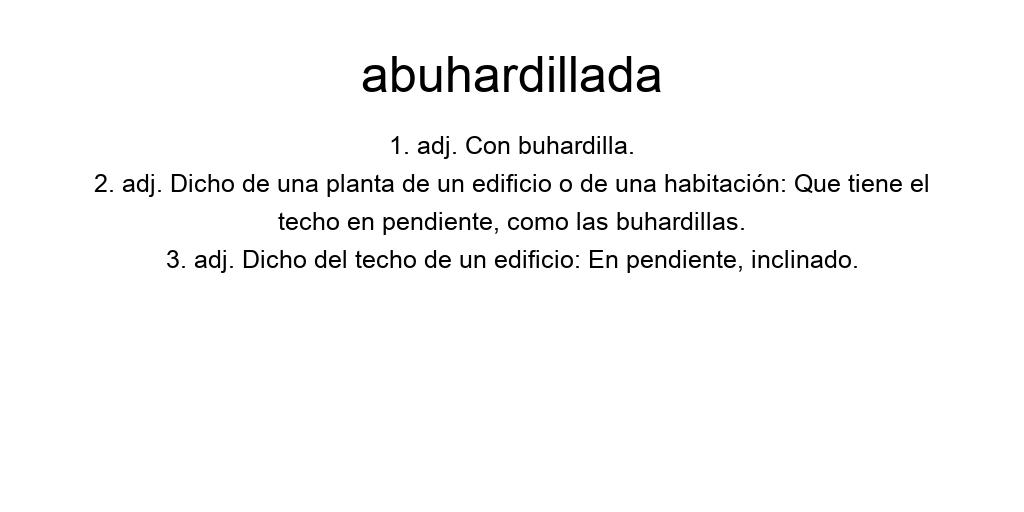 abuhardillada
1. adj. Con buhardilla.
2. adj. Dicho de una planta de un edificio o de una habitación: Que tiene el
techo en pendiente, como las buhardillas.
3. adj. Dicho del techo de un edificio: En pendiente, inclinado.